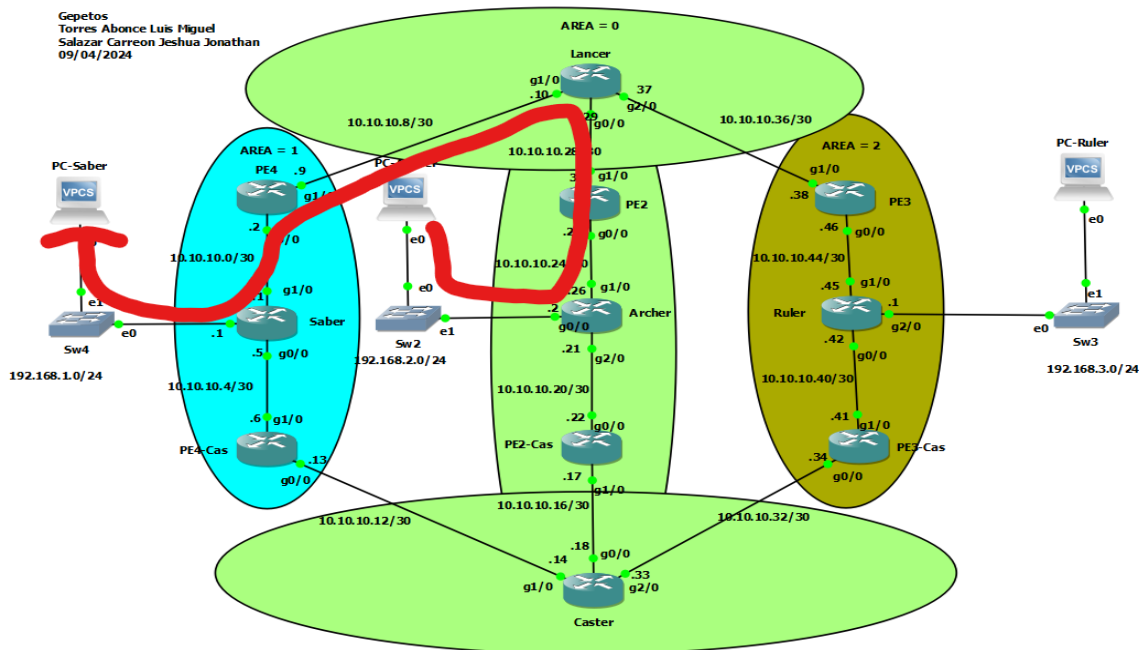 Gepetos
Torres Abonce Luis Miguel
Salazar Carreon Jeshua Jonathan
09/04/2024
AREA = 0
Lancer
g1/0
.10
.37
g2/0
g0/0
10.10.10.8/30
10.10.10.36/30
AREA = 1
PE4
.9
.2
10.10.10.0/30
g1/0
Saber
.1
.5
g0/0
10.10.10.4/30
.6
g1/0
PE4-Cas
.13
g0/0
PC-Saber
VPCS
e1
e0
Sw4
192.168.1.0/24
VPCS
e0
e0
e1
Sw2
192.168.2.0/24
g1/0
PE2
g0/0
.26
g1/0
Archer
g0/0
.21
g2/0
10.10.10.20/30
.22
g0/0
PE2-Cas
.17
g1/0
10.10.10.16/30
AREA = 2
g1/0
.38
PE3
.46
g0/0
10.10.10.44/30
.45
g1/0
Ruler
.1
g2/0
.42
g0/0
10.10.10.40/30
.41
g1/0
.34
PE3-Cas
g0/0
PC-Ruler
VPCS
e0
e1
e0
Sw3
192.168.3.0/24
10.10.10.12/30
10.10.10.32/30
.14
g1/0
.18
g0/0
.33
g2/0
Caster